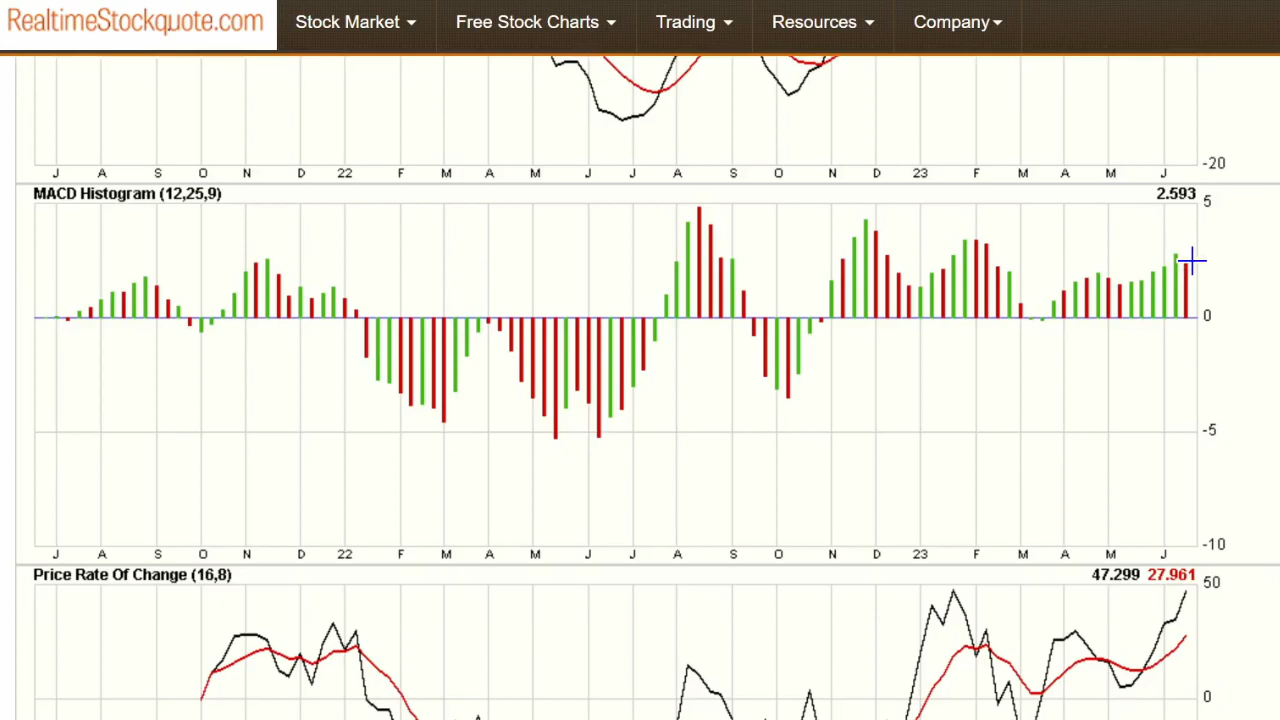 RealtimeStockquote.com Stock Market Free Stock Charts Trading Resources Company
-20
J A S O N D 22 F M A M J J A S O N D 23 F M A M J
MACD Histogram (12,25,9) 2.593
5
0
-5
-10
J A S O N D 22 F M A M J J A S O N D 23 F M A M J
Price Rate Of Change (16,8) 47.299 27.961
50
0